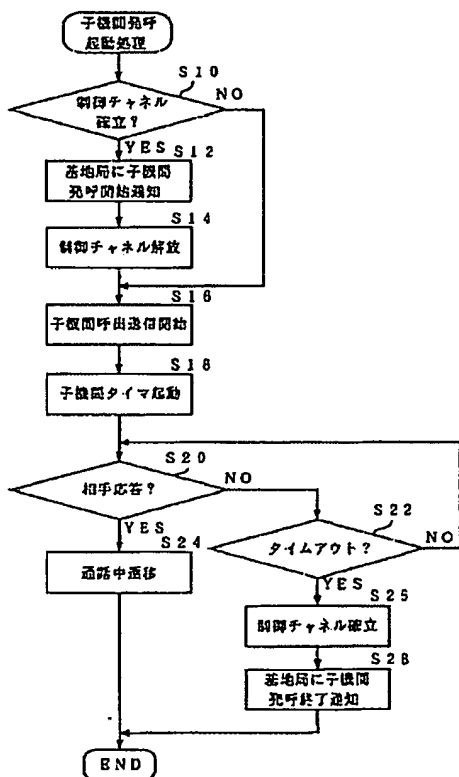 子機間発呼
起動処理
S10
制御チャネル
確立?
NO
YES
S12
基地局に子機間
発呼開始通知
S14
制御チャネル解放
S16
子機間呼出送信開始
S18
子機間タイマ起動
S20
相手応答?
NO
YES
S22
タイムアウト?
NO
YES
S24
通話中遷移
S26
制御チャネル確立
S28
基地局に子機間
発呼終了通知
END